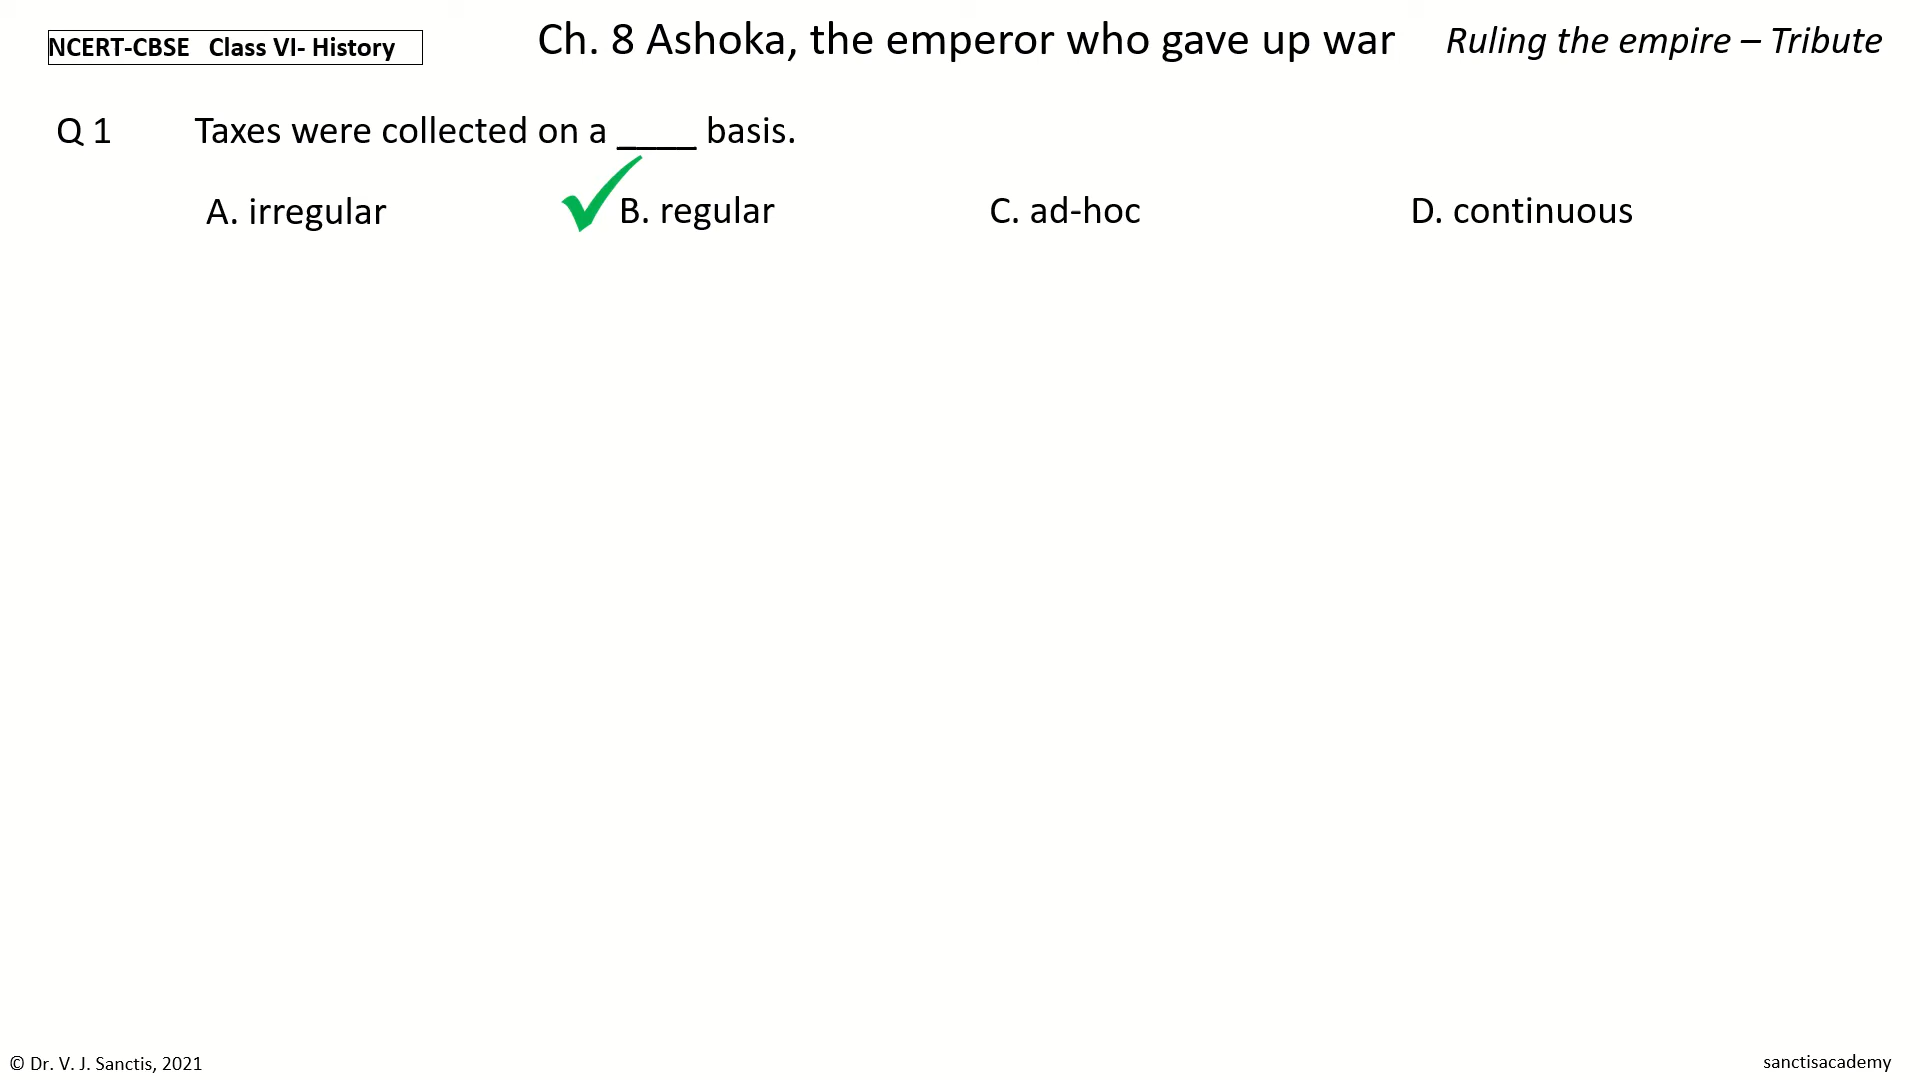 NCERT-CBSE Class VI- History
Ch. 8 Ashoka, the emperor who gave up war
Ruling the empire – Tribute
Q 1 Taxes were collected on a ____ basis.
A. irregular B. regular C. ad-hoc D. continuous
© Dr. V. J. Sanctis, 2021
sanctisacademy